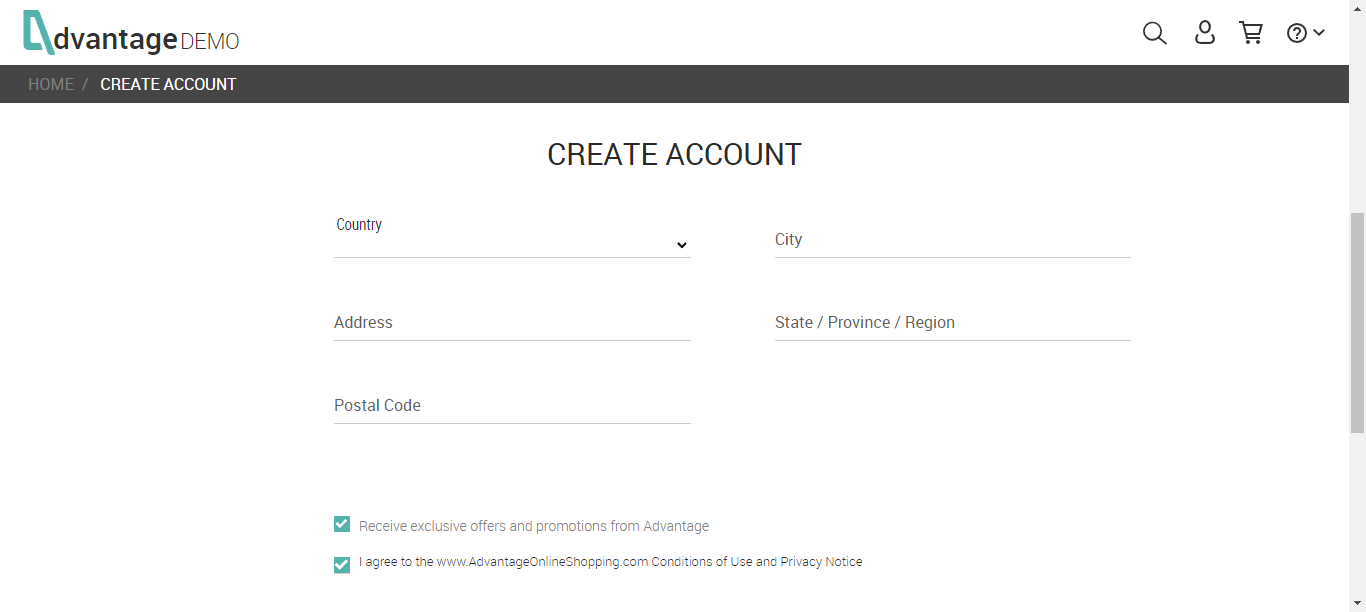 dvantage DEMO
HOME / CREATE ACCOUNT
CREATE ACCOUNT
Country
City
Address
State / Province / Region
Postal Code
Receive exclusive offers and promotions from Advantage
I agree to the www.AdvantageOnlineShopping.com Conditions of Use and Privacy Notice